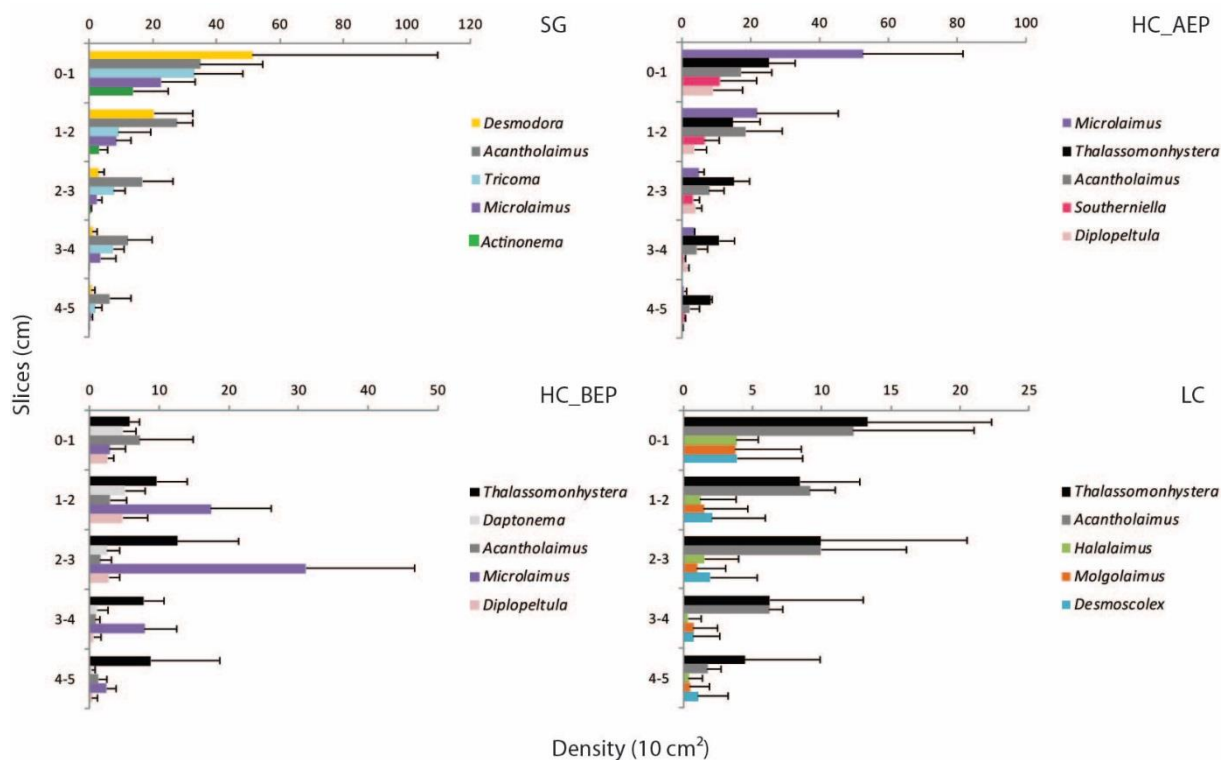 0 20 40 60 80 100 120
SG
0-1
1-2
2-3
3-4
4-5
Desmodora
Acantholaimus
Tricoma
Microlaimus
Actinonema
0 20 40 60 80 100
HC_AEP
0-1
1-2
2-3
3-4
4-5
Microlaimus
Thalassomonhystera
Acantholaimus
Southerniella
Diplopeltula
Slices (cm)
0 10 20 30 40 50
HC_BEP
0-1
1-2
2-3
3-4
4-5
Thalassomonhystera
Daptonema
Acantholaimus
Microlaimus
Diplopeltula
0 5 10 15 20 25
LC
0-1
1-2
2-3
3-4
4-5
Thalassomonhystera
Acantholaimus
Halalaimus
Molgolaimus
Desmoscolex
Density (10 cm²)